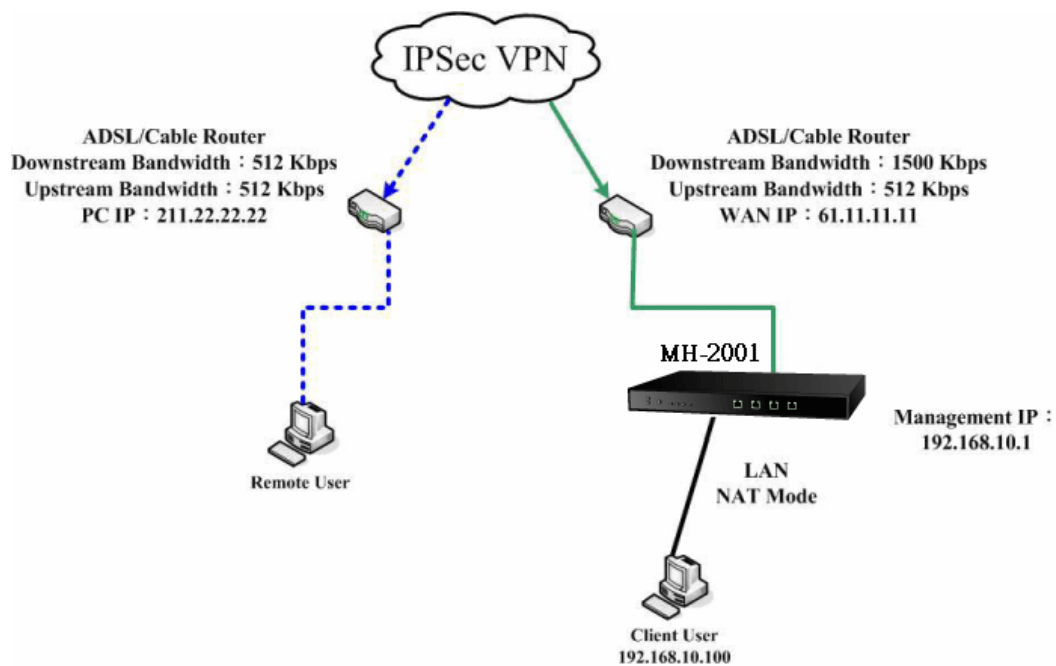 IPSec VPN
ADSL/Cable Router
Downstream Bandwidth：512 Kbps
Upstream Bandwidth：512 Kbps
PC IP：211.22.22.22
ADSL/Cable Router
Downstream Bandwidth：1500 Kbps
Upstream Bandwidth：512 Kbps
WAN IP：61.11.11.11
MH-2001
Management IP：
192.168.10.1
Remote User
LAN
NAT Mode
Client User
192.168.10.100